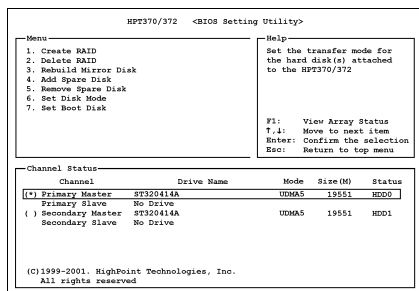 HPT370/372 <BIOS Setting Utility>
Menu
1. Create RAID
2. Delete RAID
3. Rebuild Mirror Disk
4. Add Spare Disk
5. Remove Spare Disk
6. Set Disk Mode
7. Set Boot Disk
Help
Set the transfer mode for
the hard disk(s) attached
to the HPT370/372
F1: View Array Status
↑,↓: Move to next item
Enter: Confirm the selection
Esc: Return to top menu
Channel Status
Channel Drive Name Mode Size(M) Status
(*) Primary Master ST320414A UDMA5 19551 HDD0
Primary Slave No Drive
( ) Secondary Master ST320414A UDMA5 19551 HDD1
Secondary Slave No Drive
(C)1999-2001. HighPoint Technologies, Inc.
All rights reserved